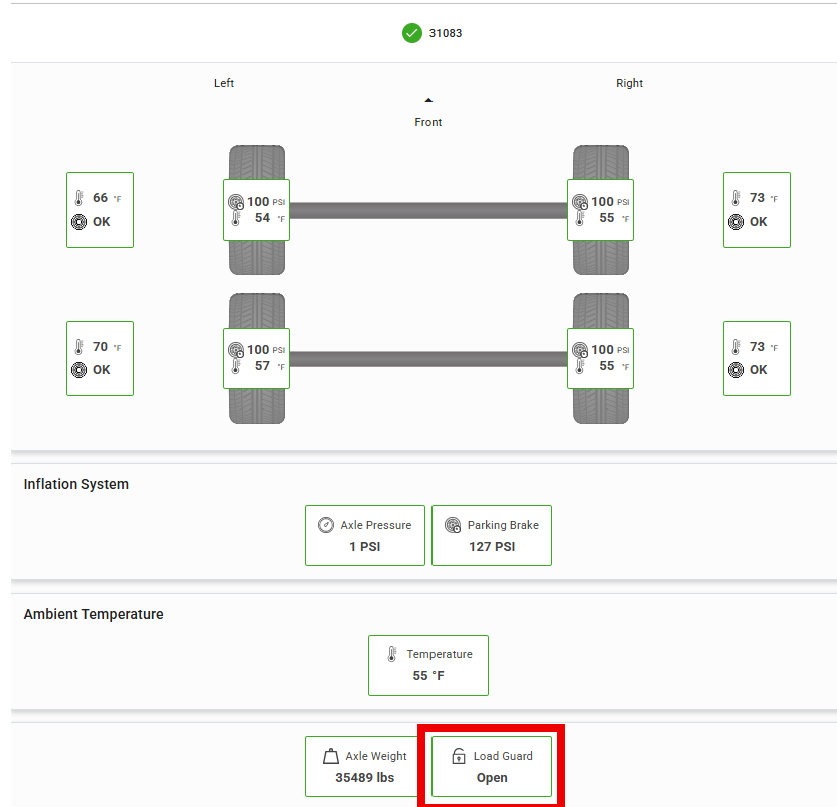 31083
Left
Right
Front
66 °F
OK
100 PSI
54 °F
100 PSI
55 °F
73 °F
OK
70 °F
OK
100 PSI
57 °F
100 PSI
55 °F
73 °F
OK
Inflation System
Axle Pressure
1 PSI
Parking Brake
127 PSI
Ambient Temperature
Temperature
55 °F
Axle Weight
35489 lbs
Load Guard
Open